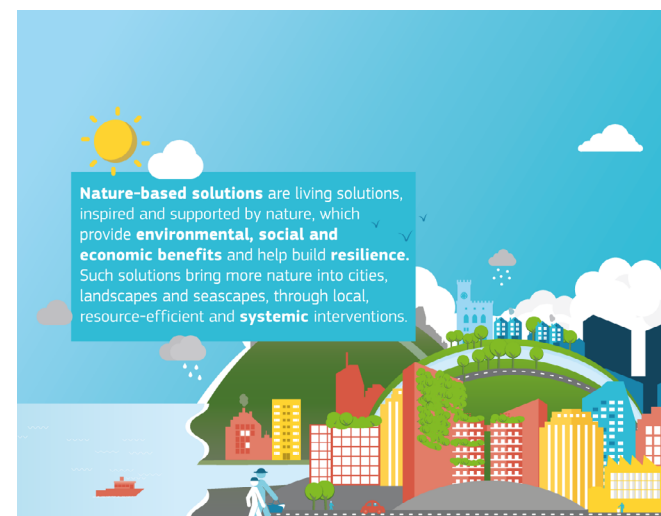 Nature-based solutions are living solutions,
inspired and supported by nature, which
provide environmental, social and
economic benefits and help build resilience.
Such solutions bring more nature into cities,
landscapes and seascapes, through local,
resource-efficient and systemic interventions.